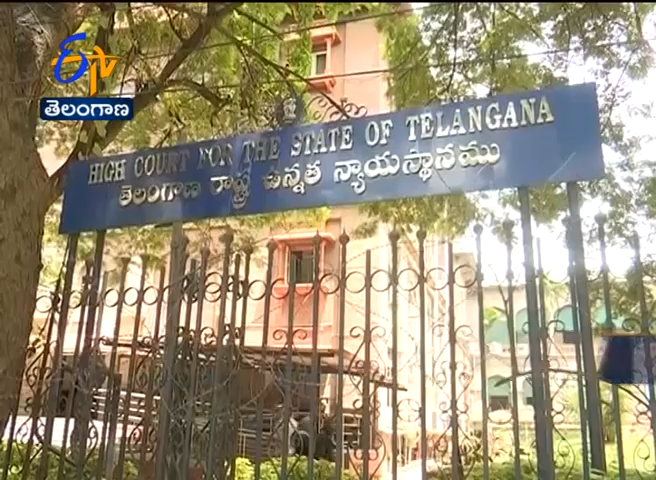 ETV
తెలంగాణ
HIGH COURT FOR THE STATE OF TELANGANA
తెలంగాణ రాష్ట్ర ఉన్నత న్యాయస్థానము